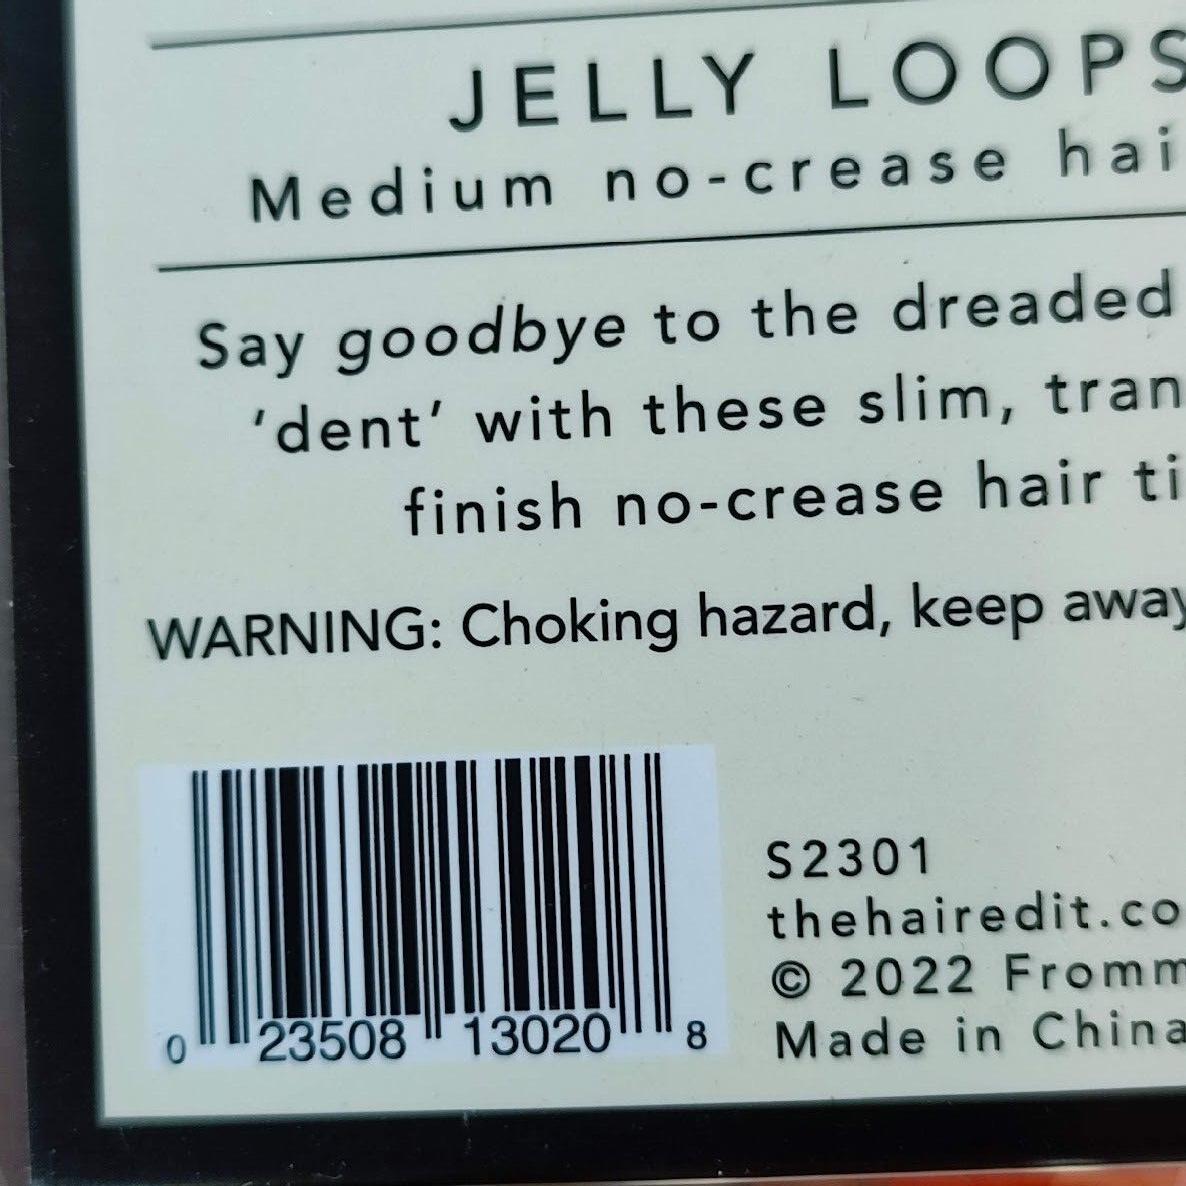 JELLY LOOPS
Medium no-crease hai
Say goodbye to the dreaded
'dent' with these slim, tran
finish no-crease hair ti
WARNING: Choking hazard, keep away
S2301
thehairedit.co
© 2022 Fromm
Made in China
0 23508 13020 8